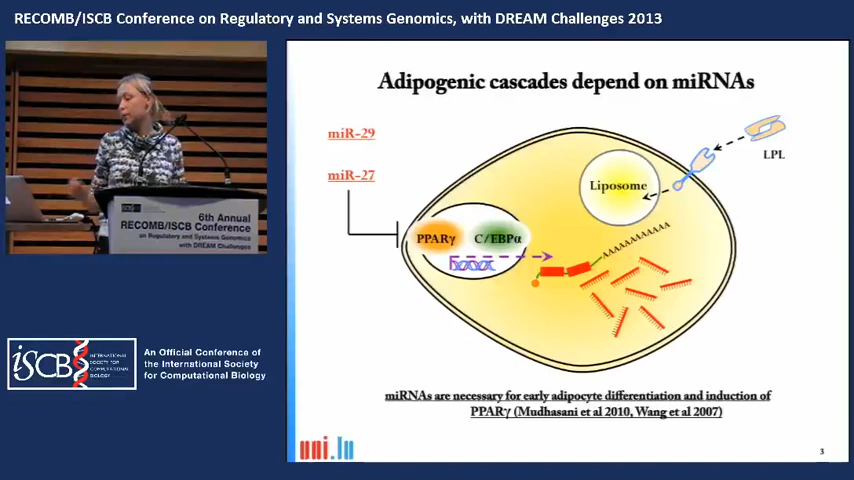 RECOMB/ISCB Conference on Regulatory and Systems Genomics, with DREAM Challenges 2013
6th Annual
RECOMB/ISCB Conference
on Regulatory and Systems Genomics
with DREAM Challenges
iSCB
INTERNATIONAL
SOCIETY FOR
COMPUTATIONAL
BIOLOGY
An Official Conference of
the International Society
for Computational Biology
Adipogenic cascades depend on miRNAs
miR-29
miR-27
LPL
Liposome
PPARγ
C/EBPα
AAAAAAAAAAA
miRNAs are necessary for early adipocyte differentiation and induction of
PPARγ (Mudhasani et al 2010, Wang et al 2007)
uni.lu
3